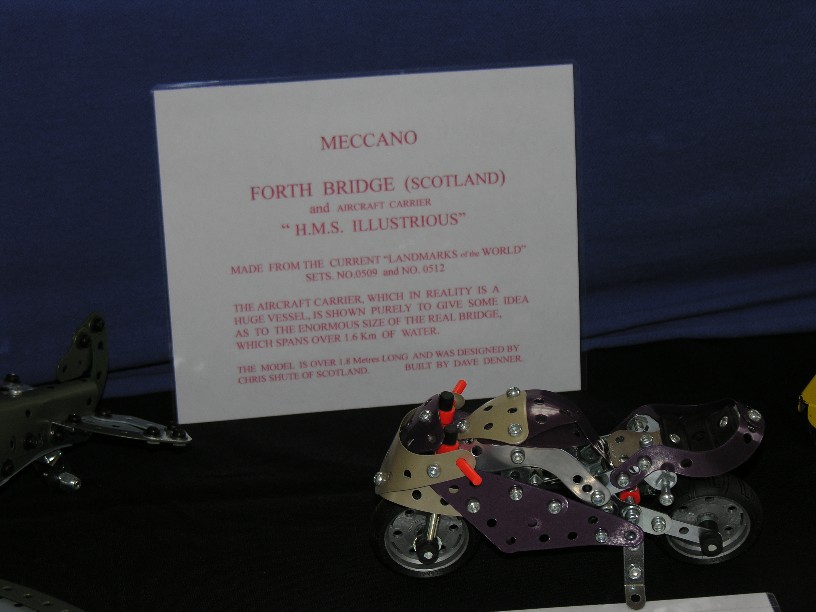 MECCANO
FORTH BRIDGE (SCOTLAND)
and AIRCRAFT CARRIER
“ H.M.S. ILLUSTRIOUS”
MADE FROM THE CURRENT “LANDMARKS of the WORLD”
SETS. NO.0509 and NO. 0512
THE AIRCRAFT CARRIER, WHICH IN REALITY IS A
HUGE VESSEL, IS SHOWN PURELY TO GIVE SOME IDEA
AS TO THE ENORMOUS SIZE OF THE REAL BRIDGE,
WHICH SPANS OVER 1.6 Km OF WATER.
THE MODEL IS OVER 1.8 Metres LONG AND WAS DESIGNED BY
CHRIS SHUTE OF SCOTLAND. BUILT BY DAVE DENNER.